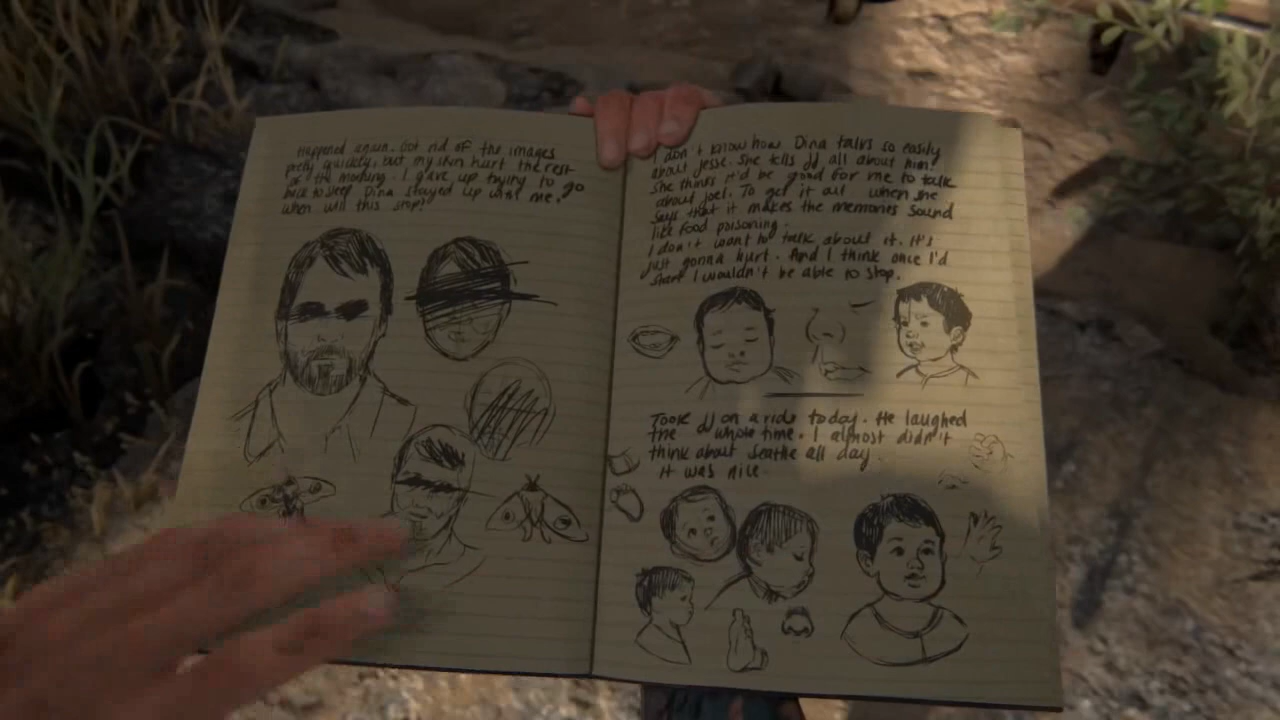 Happened again. Got rid of the images
pretty quickly, but my skin hurt the rest
of the morning. I gave up trying to go
back to sleep. Dina stayed up with me.
when will this stop?
I don't know how Dina talks so easily
about Jesse. She tells JJ all about him.
She thinks it'd be good for me to talk
about Joel. To get it out. when she
says that it makes the memories sound
like food poisoning.
I don't want to talk about it. It's
just gonna hurt. And I think once I'd
start I wouldn't be able to stop.
Took JJ on a ride today. He laughed
the whole time. I almost didn't
think about Seattle all day.
It was nice